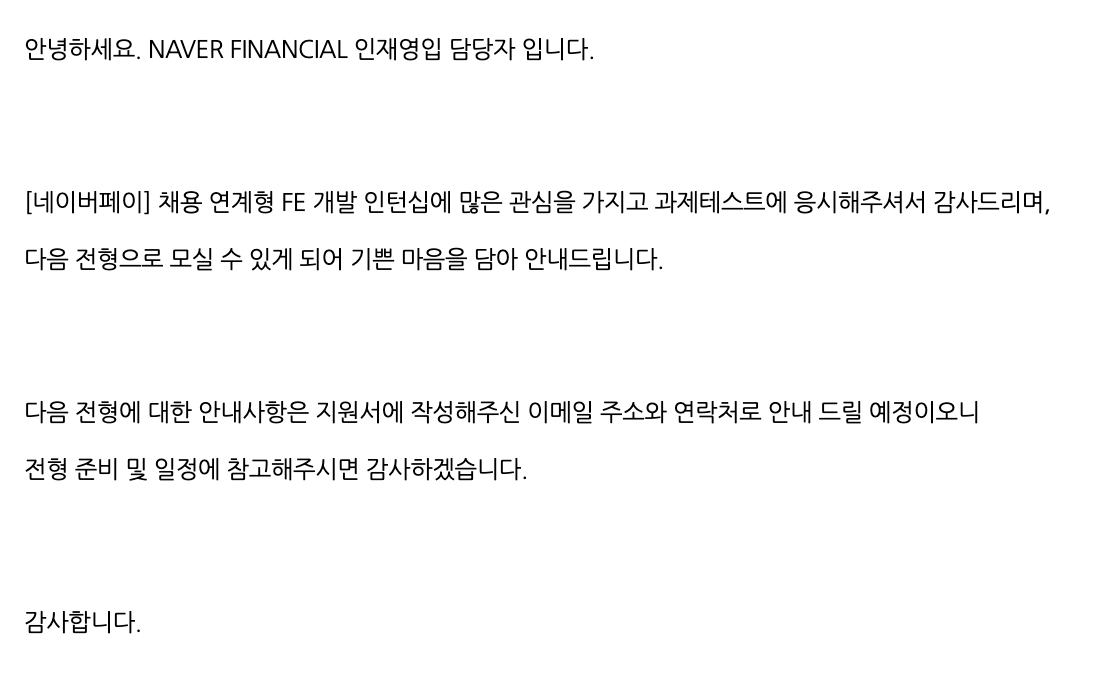 안녕하세요. NAVER FINANCIAL 인재영입 담당자 입니다.
[네이버페이] 채용 연계형 FE 개발 인턴십에 많은 관심을 가지고 과제테스트에 응시해주셔서 감사드리며,
다음 전형으로 모실 수 있게 되어 기쁜 마음을 담아 안내드립니다.
다음 전형에 대한 안내사항은 지원서에 작성해주신 이메일 주소와 연락처로 안내 드릴 예정이오니
전형 준비 및 일정에 참고해주시면 감사하겠습니다.
감사합니다.